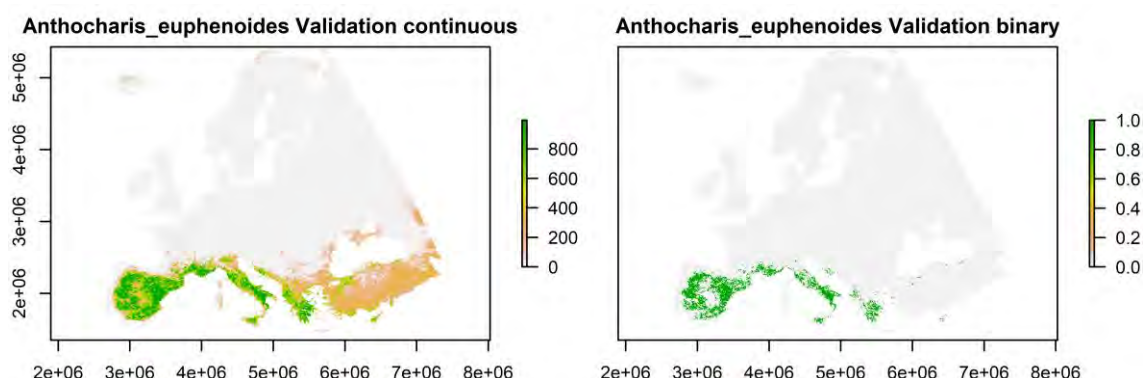 Anthocharis_euphenoides Validation continuous
5e+06
4e+06
3e+06
2e+06
2e+06 3e+06 4e+06 5e+06 6e+06 7e+06 8e+06
800
600
400
200
0
Anthocharis_euphenoides Validation binary
2e+06 3e+06 4e+06 5e+06 6e+06 7e+06 8e+06
1.0
0.8
0.6
0.4
0.2
0.0